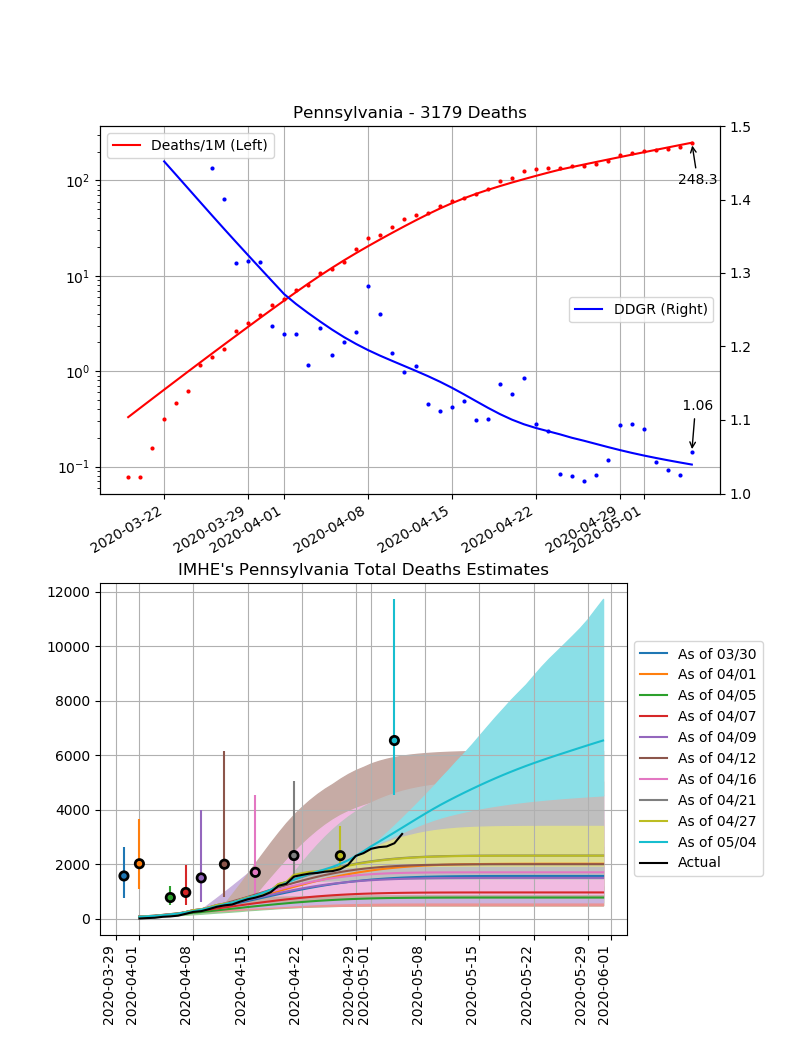 Pennsylvania - 3179 Deaths
Deaths/1M (Left)
DDGR (Right)
248.3
1.06
10²
10¹
10⁰
10⁻¹
1.5
1.4
1.3
1.2
1.1
1.0
2020-03-22
2020-03-29
2020-04-01
2020-04-08
2020-04-15
2020-04-22
2020-04-29
2020-05-01
IMHE's Pennsylvania Total Deaths Estimates
12000
10000
8000
6000
4000
2000
0
2020-03-29
2020-04-01
2020-04-08
2020-04-15
2020-04-22
2020-04-29
2020-05-01
2020-05-08
2020-05-15
2020-05-22
2020-05-29
2020-06-01
As of 03/30
As of 04/01
As of 04/05
As of 04/07
As of 04/09
As of 04/12
As of 04/16
As of 04/21
As of 04/27
As of 05/04
Actual